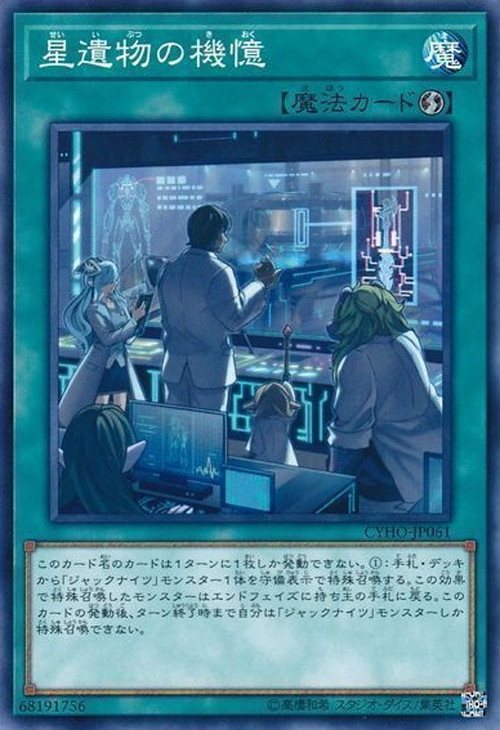 星遺物の機憶
魔
【魔法カード】
CYHO-JP061
このカード名のカードは1ターンに1枚しか発動できない。①:手札・デッキ
から「ジャックナイツ」モンスター1体を守備表示で特殊召喚する。この効果
で特殊召喚したモンスターはエンドフェイズに持ち主の手札に戻る。このカ
ードの発動後、ターン終了時まで自分は「ジャックナイツ」モンスターしか
特殊召喚できない。
68191756
©高橋和希 スタジオ・ダイス/集英社